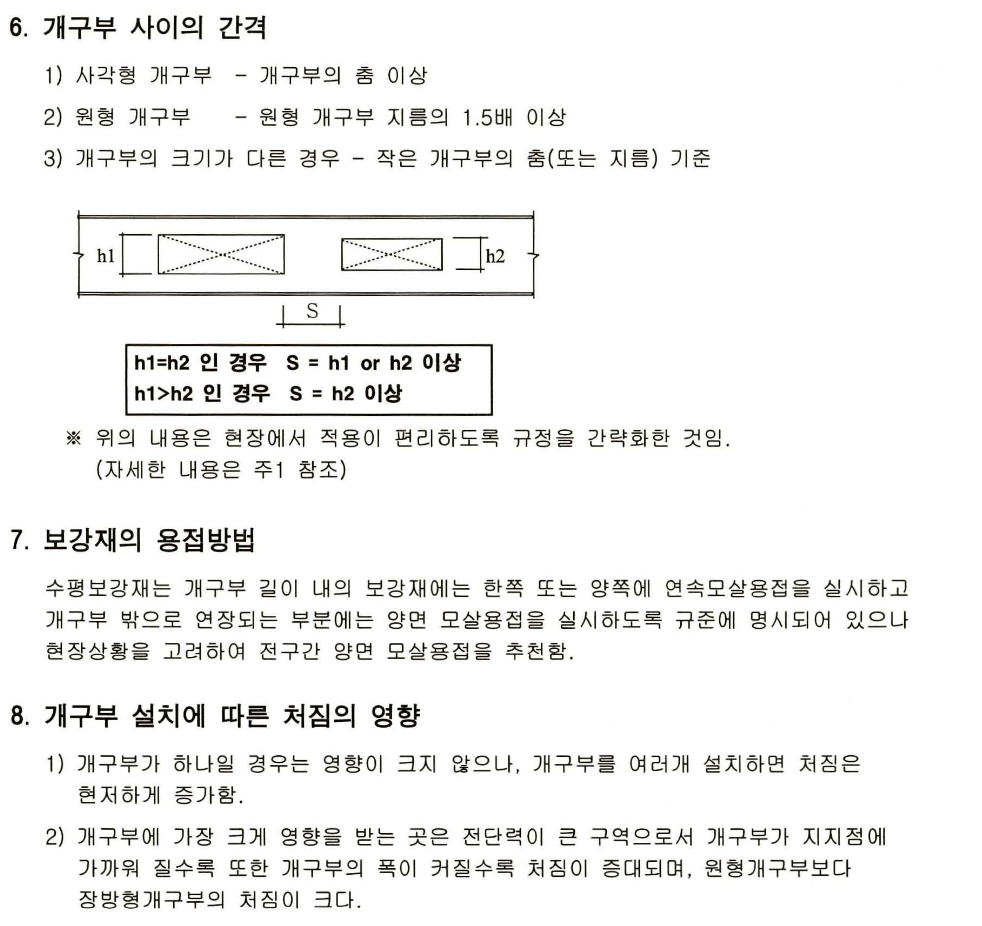 6. 개구부 사이의 간격
1) 사각형 개구부 - 개구부의 춤 이상
2) 원형 개구부 - 원형 개구부 지름의 1.5배 이상
3) 개구부의 크기가 다른 경우 - 작은 개구부의 춤(또는 지름) 기준
h1
h2
S
h1=h2 인 경우 S = h1 or h2 이상
h1>h2 인 경우 S = h2 이상
※ 위의 내용은 현장에서 적용이 편리하도록 규정을 간략화한 것임.
(자세한 내용은 주1 참조)
7. 보강재의 용접방법
수평보강재는 개구부 길이 내의 보강재에는 한쪽 또는 양쪽에 연속모살용접을 실시하고
개구부 밖으로 연장되는 부분에는 양면 모살용접을 실시하도록 규준에 명시되어 있으나
현장상황을 고려하여 전구간 양면 모살용접을 추천함.
8. 개구부 설치에 따른 처짐의 영향
1) 개구부가 하나일 경우는 영향이 크지 않으나, 개구부를 여러개 설치하면 처짐은
현저하게 증가함.
2) 개구부에 가장 크게 영향을 받는 곳은 전단력이 큰 구역으로서 개구부가 지지점에
가까워 질수록 또한 개구부의 폭이 커질수록 처짐이 증대되며, 원형개구부보다
장방형개구부의 처짐이 크다.